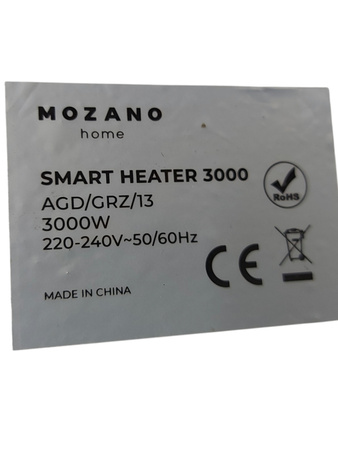 MOZANO
home
SMART HEATER 3000
AGD/GRZ/13
3000W
220-240V~50/60Hz
RoHS
CE
MADE IN CHINA